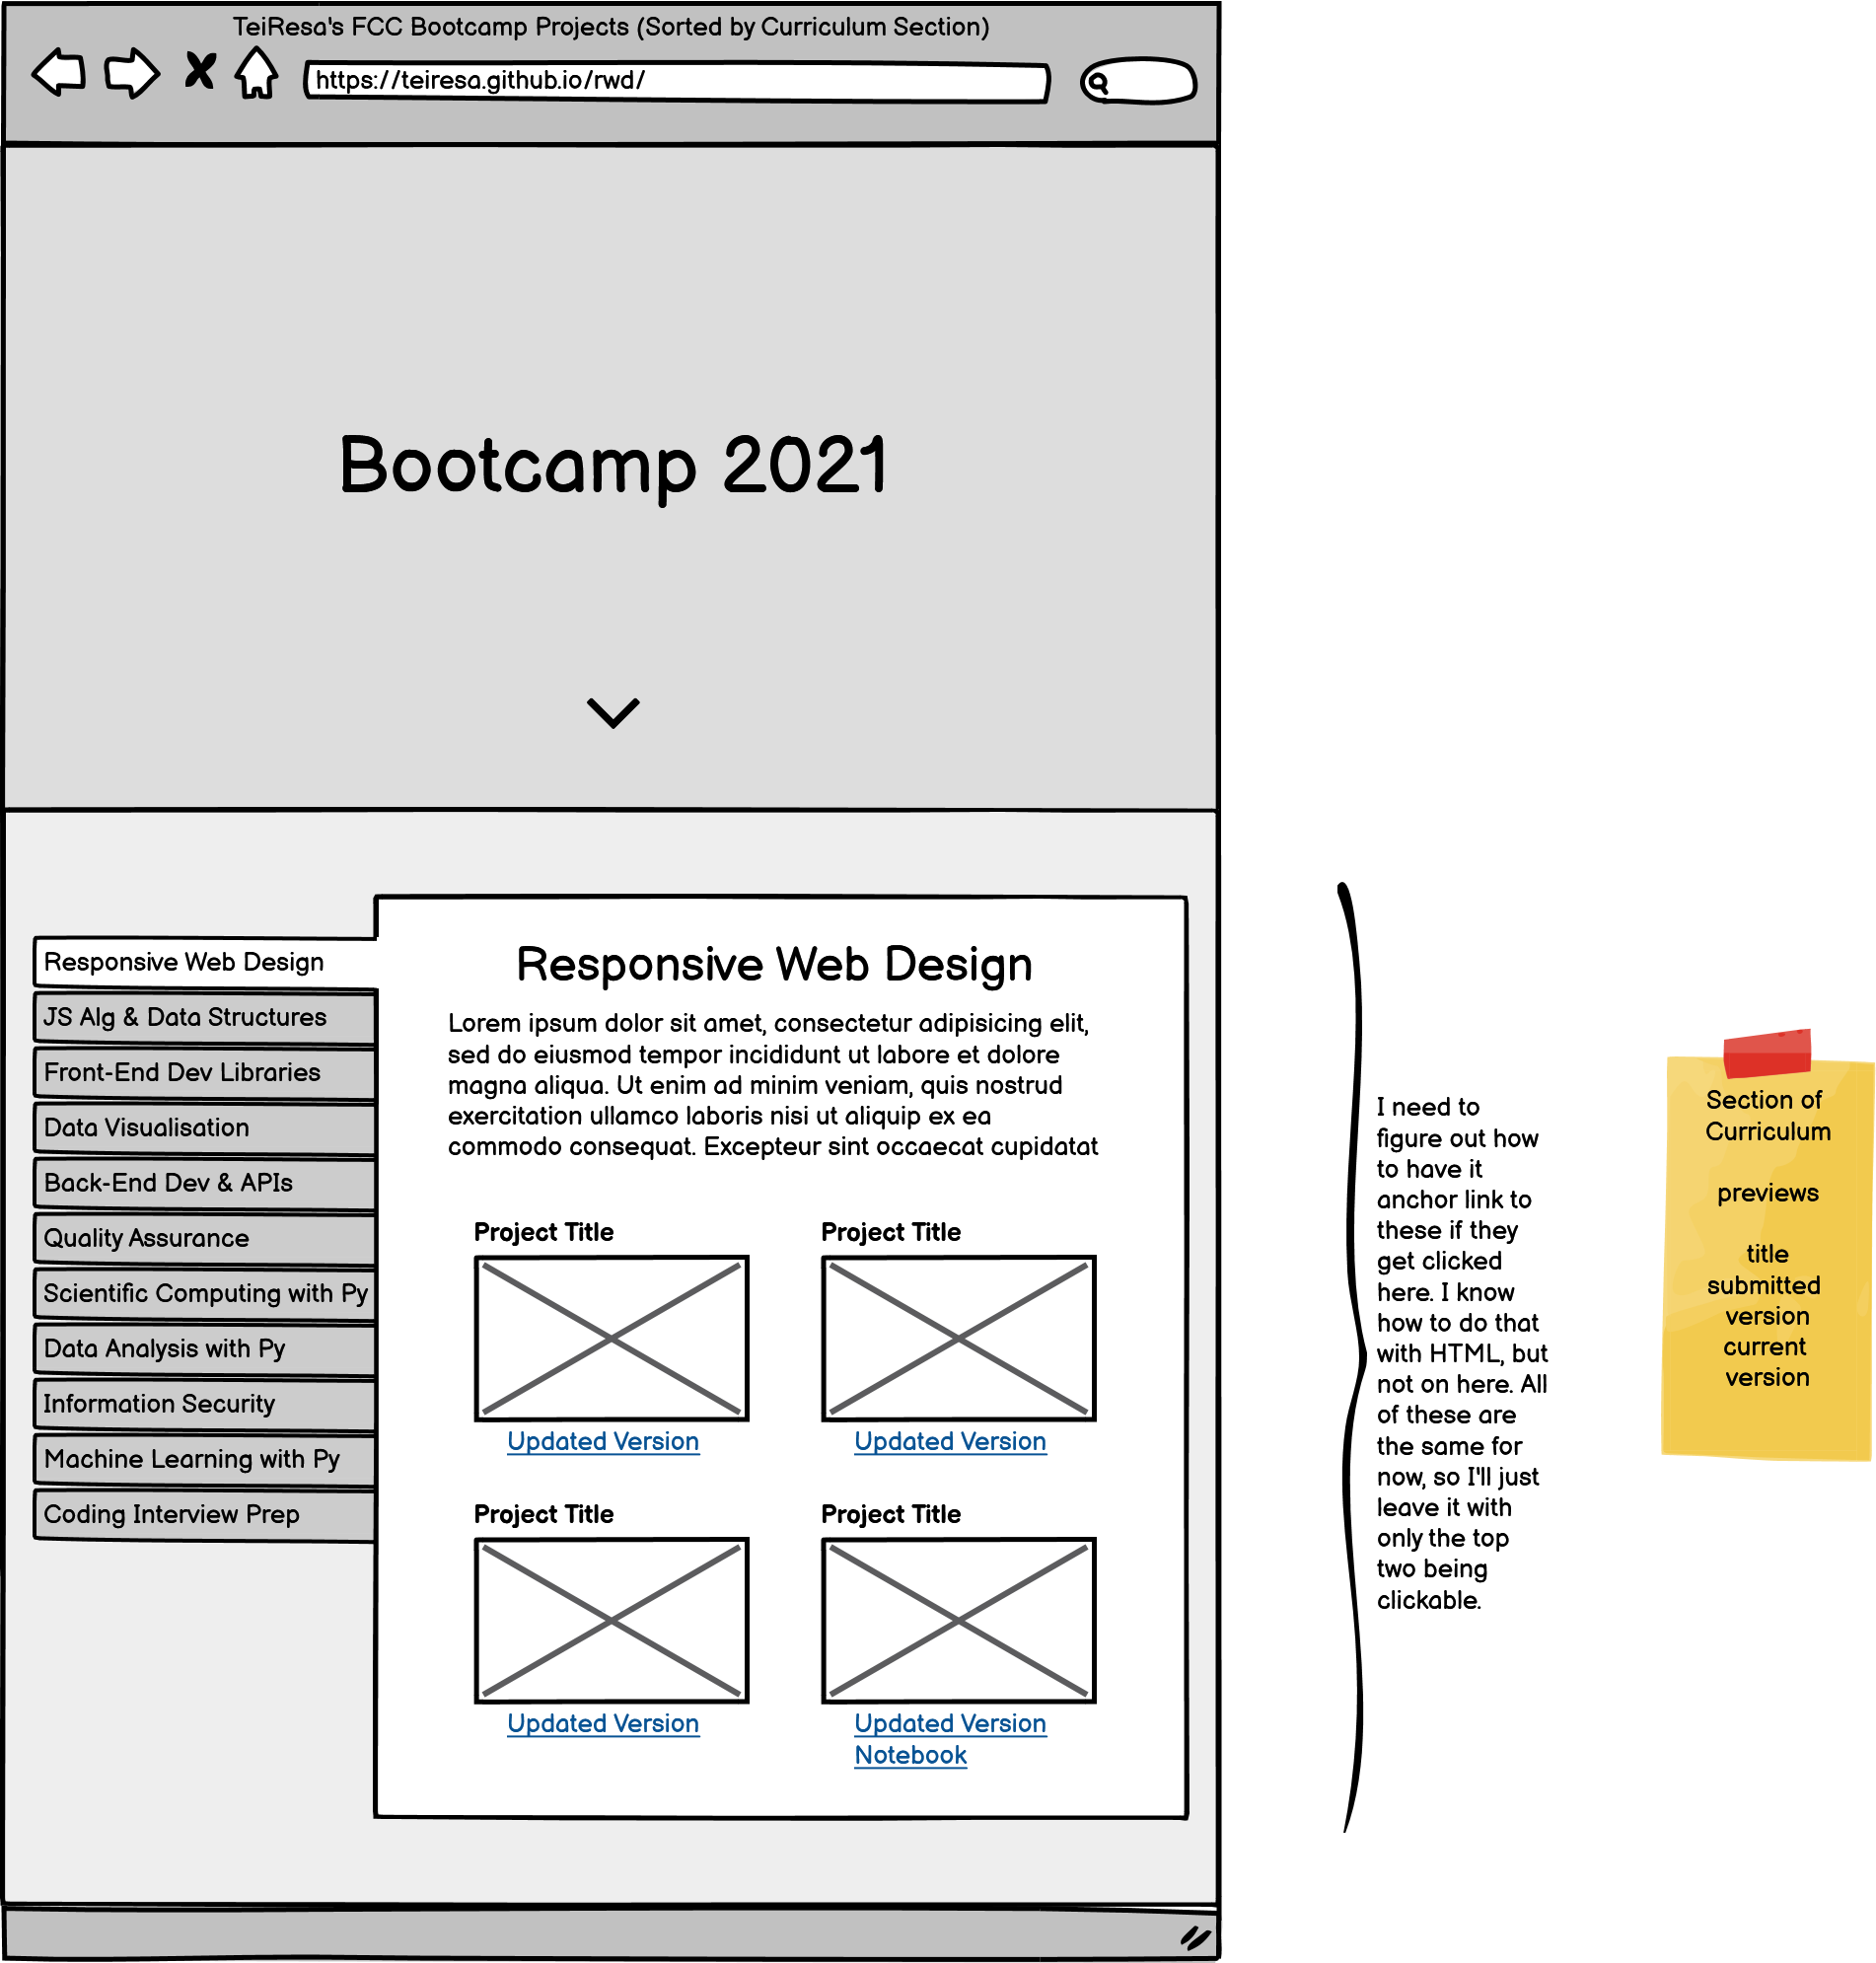 TeiResa's FCC Bootcamp Projects (Sorted by Curriculum Section)
https://teiresa.github.io/rwd/
Bootcamp 2021
Responsive Web Design
JS Alg & Data Structures
Front-End Dev Libraries
Data Visualisation
Back-End Dev & APIs
Quality Assurance
Scientific Computing with Py
Data Analysis with Py
Information Security
Machine Learning with Py
Coding Interview Prep
Responsive Web Design
Lorem ipsum dolor sit amet, consectetur adipisicing elit,
sed do eiusmod tempor incididunt ut labore et dolore
magna aliqua. Ut enim ad minim veniam, quis nostrud
exercitation ullamco laboris nisi ut aliquip ex ea
commodo consequat. Excepteur sint occaecat cupidatat
Project Title
Updated Version
Project Title
Updated Version
Project Title
Updated Version
Project Title
Updated Version
Notebook
I need to
figure out how
to have it
anchor link to
these if they
get clicked
here. I know
how to do that
with HTML, but
not on here. All
of these are
the same for
now, so I'll just
leave it with
only the top
two being
clickable.
Section of
Curriculum
previews
title
submitted
version
current
version